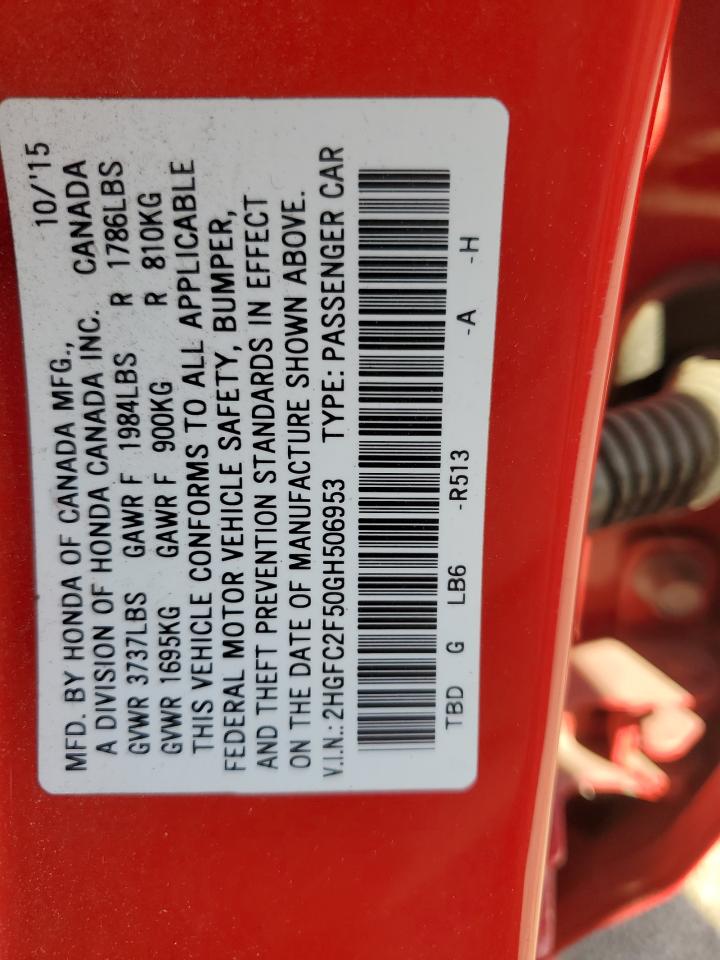 MFD. BY HONDA OF CANADA MFG., 10/'15
A DIVISION OF HONDA CANADA INC. CANADA
GVWR 3737LBS GAWR F 1984LBS R 1786LBS
GVWR 1695KG GAWR F 900KG R 810KG
THIS VEHICLE CONFORMS TO ALL APPLICABLE
FEDERAL MOTOR VEHICLE SAFETY, BUMPER,
AND THEFT PREVENTION STANDARDS IN EFFECT
ON THE DATE OF MANUFACTURE SHOWN ABOVE.
V.I.N.: 2HGFC2F50GH506953 TYPE: PASSENGER CAR
TBD G LB6 -R513 -A -H